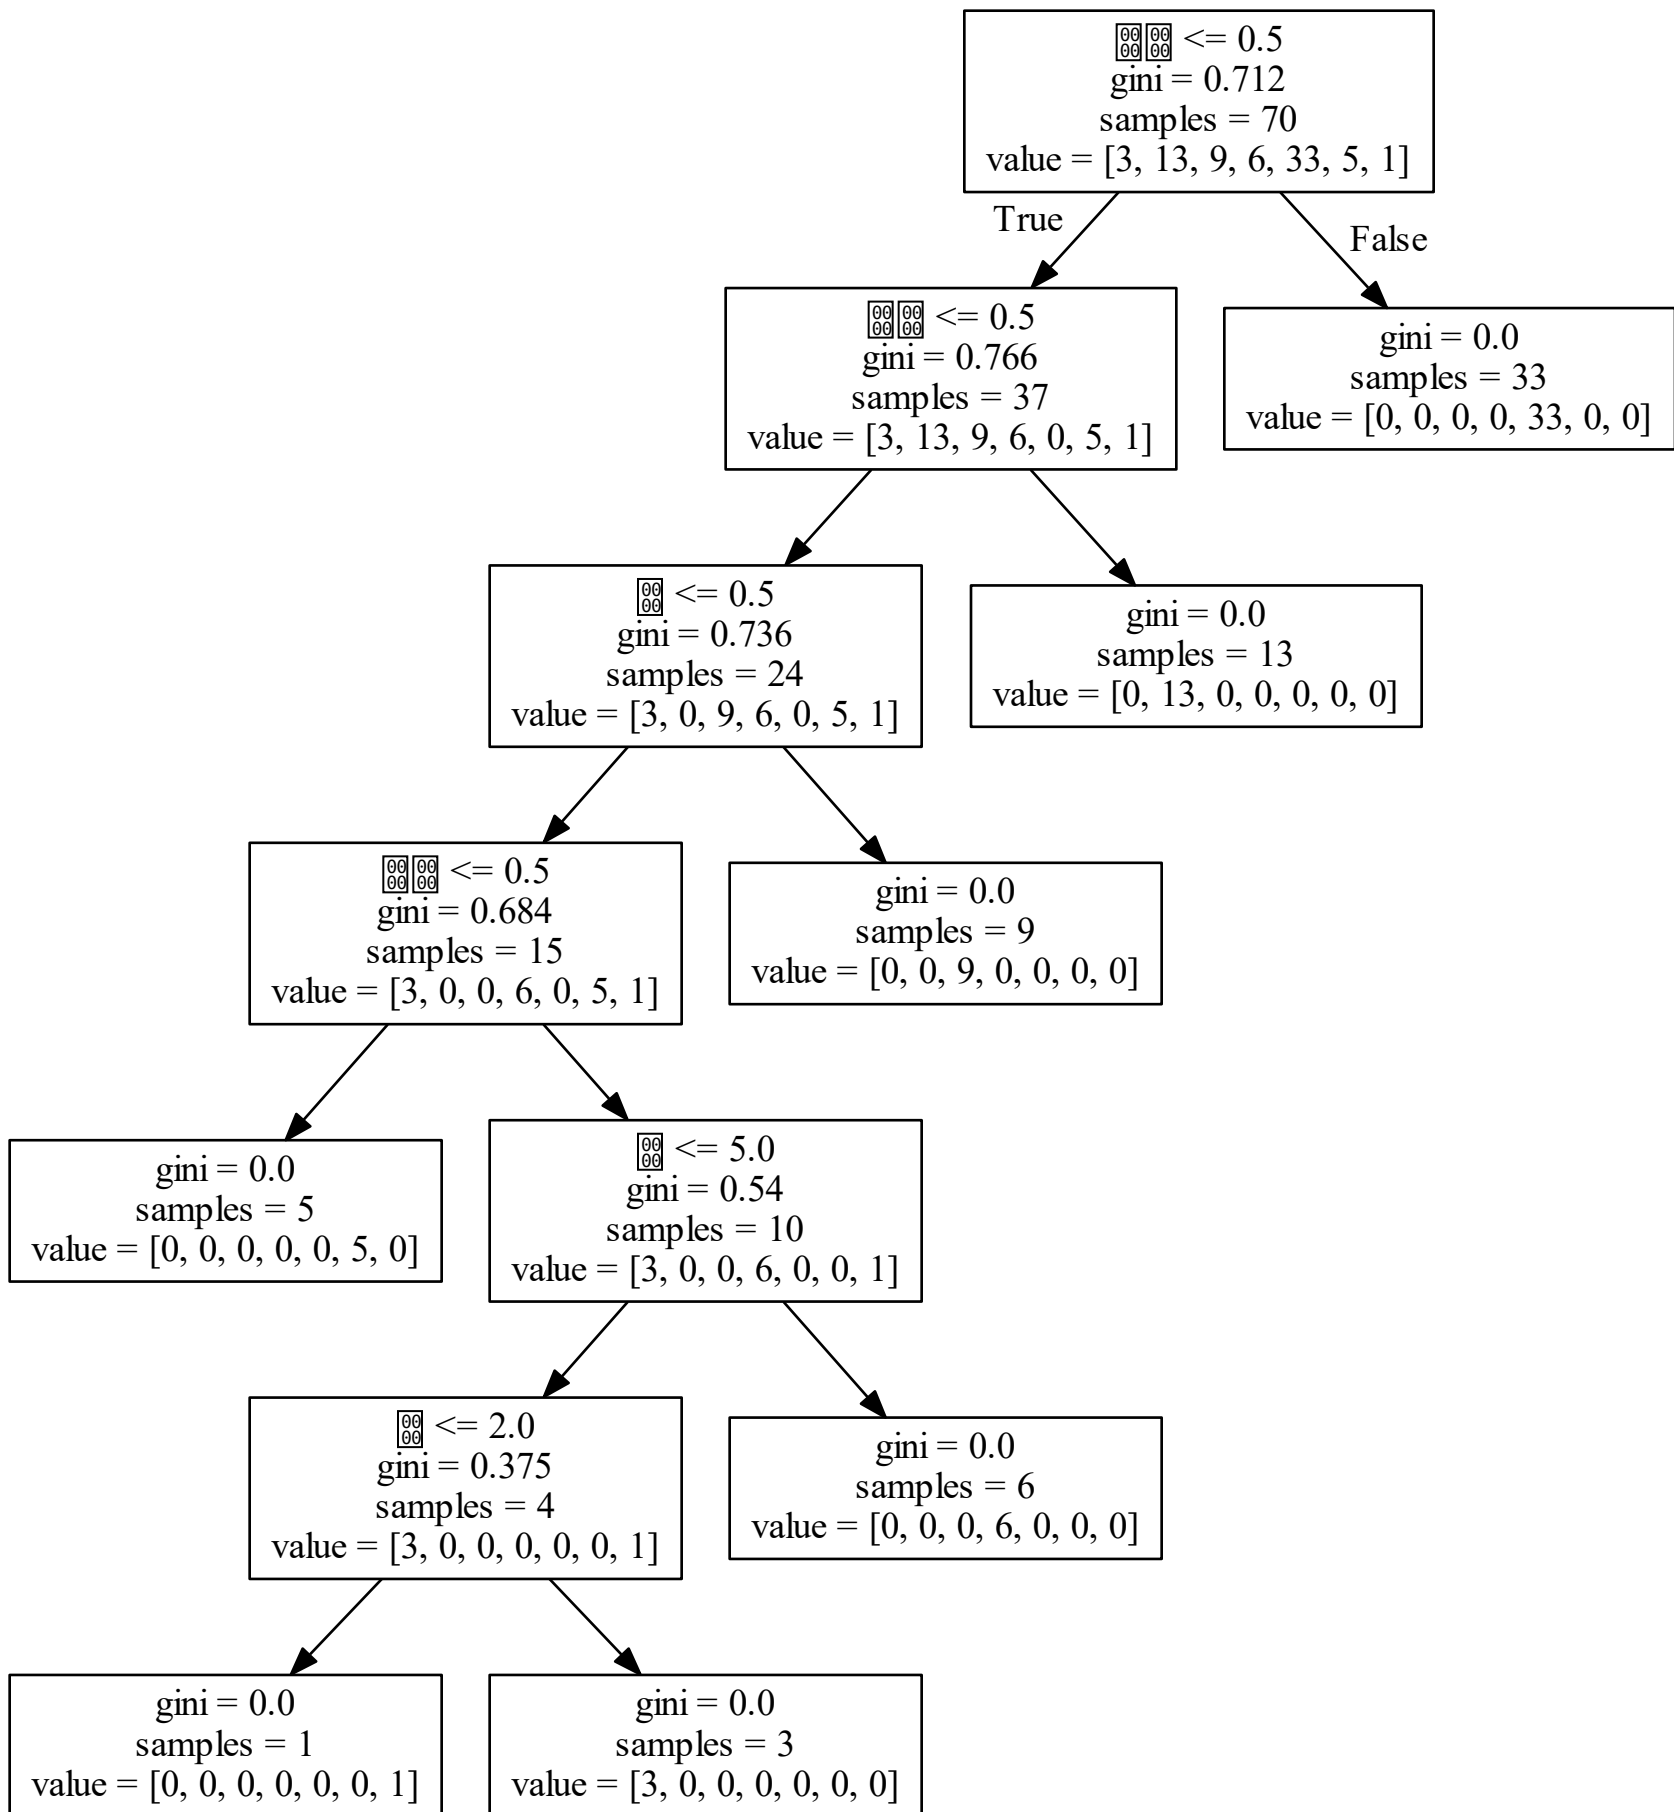 <= 0.5
gini = 0.712
samples = 70
value = [3, 13, 9, 6, 33, 5, 1]
True
False
<= 0.5
gini = 0.766
samples = 37
value = [3, 13, 9, 6, 0, 5, 1]
gini = 0.0
samples = 33
value = [0, 0, 0, 0, 33, 0, 0]
<= 0.5
gini = 0.736
samples = 24
value = [3, 0, 9, 6, 0, 5, 1]
gini = 0.0
samples = 13
value = [0, 13, 0, 0, 0, 0, 0]
<= 0.5
gini = 0.684
samples = 15
value = [3, 0, 0, 6, 0, 5, 1]
gini = 0.0
samples = 9
value = [0, 0, 9, 0, 0, 0, 0]
gini = 0.0
samples = 5
value = [0, 0, 0, 0, 0, 5, 0]
<= 5.0
gini = 0.54
samples = 10
value = [3, 0, 0, 6, 0, 0, 1]
<= 2.0
gini = 0.375
samples = 4
value = [3, 0, 0, 0, 0, 0, 1]
gini = 0.0
samples = 6
value = [0, 0, 0, 6, 0, 0, 0]
gini = 0.0
samples = 1
value = [0, 0, 0, 0, 0, 0, 1]
gini = 0.0
samples = 3
value = [3, 0, 0, 0, 0, 0, 0]